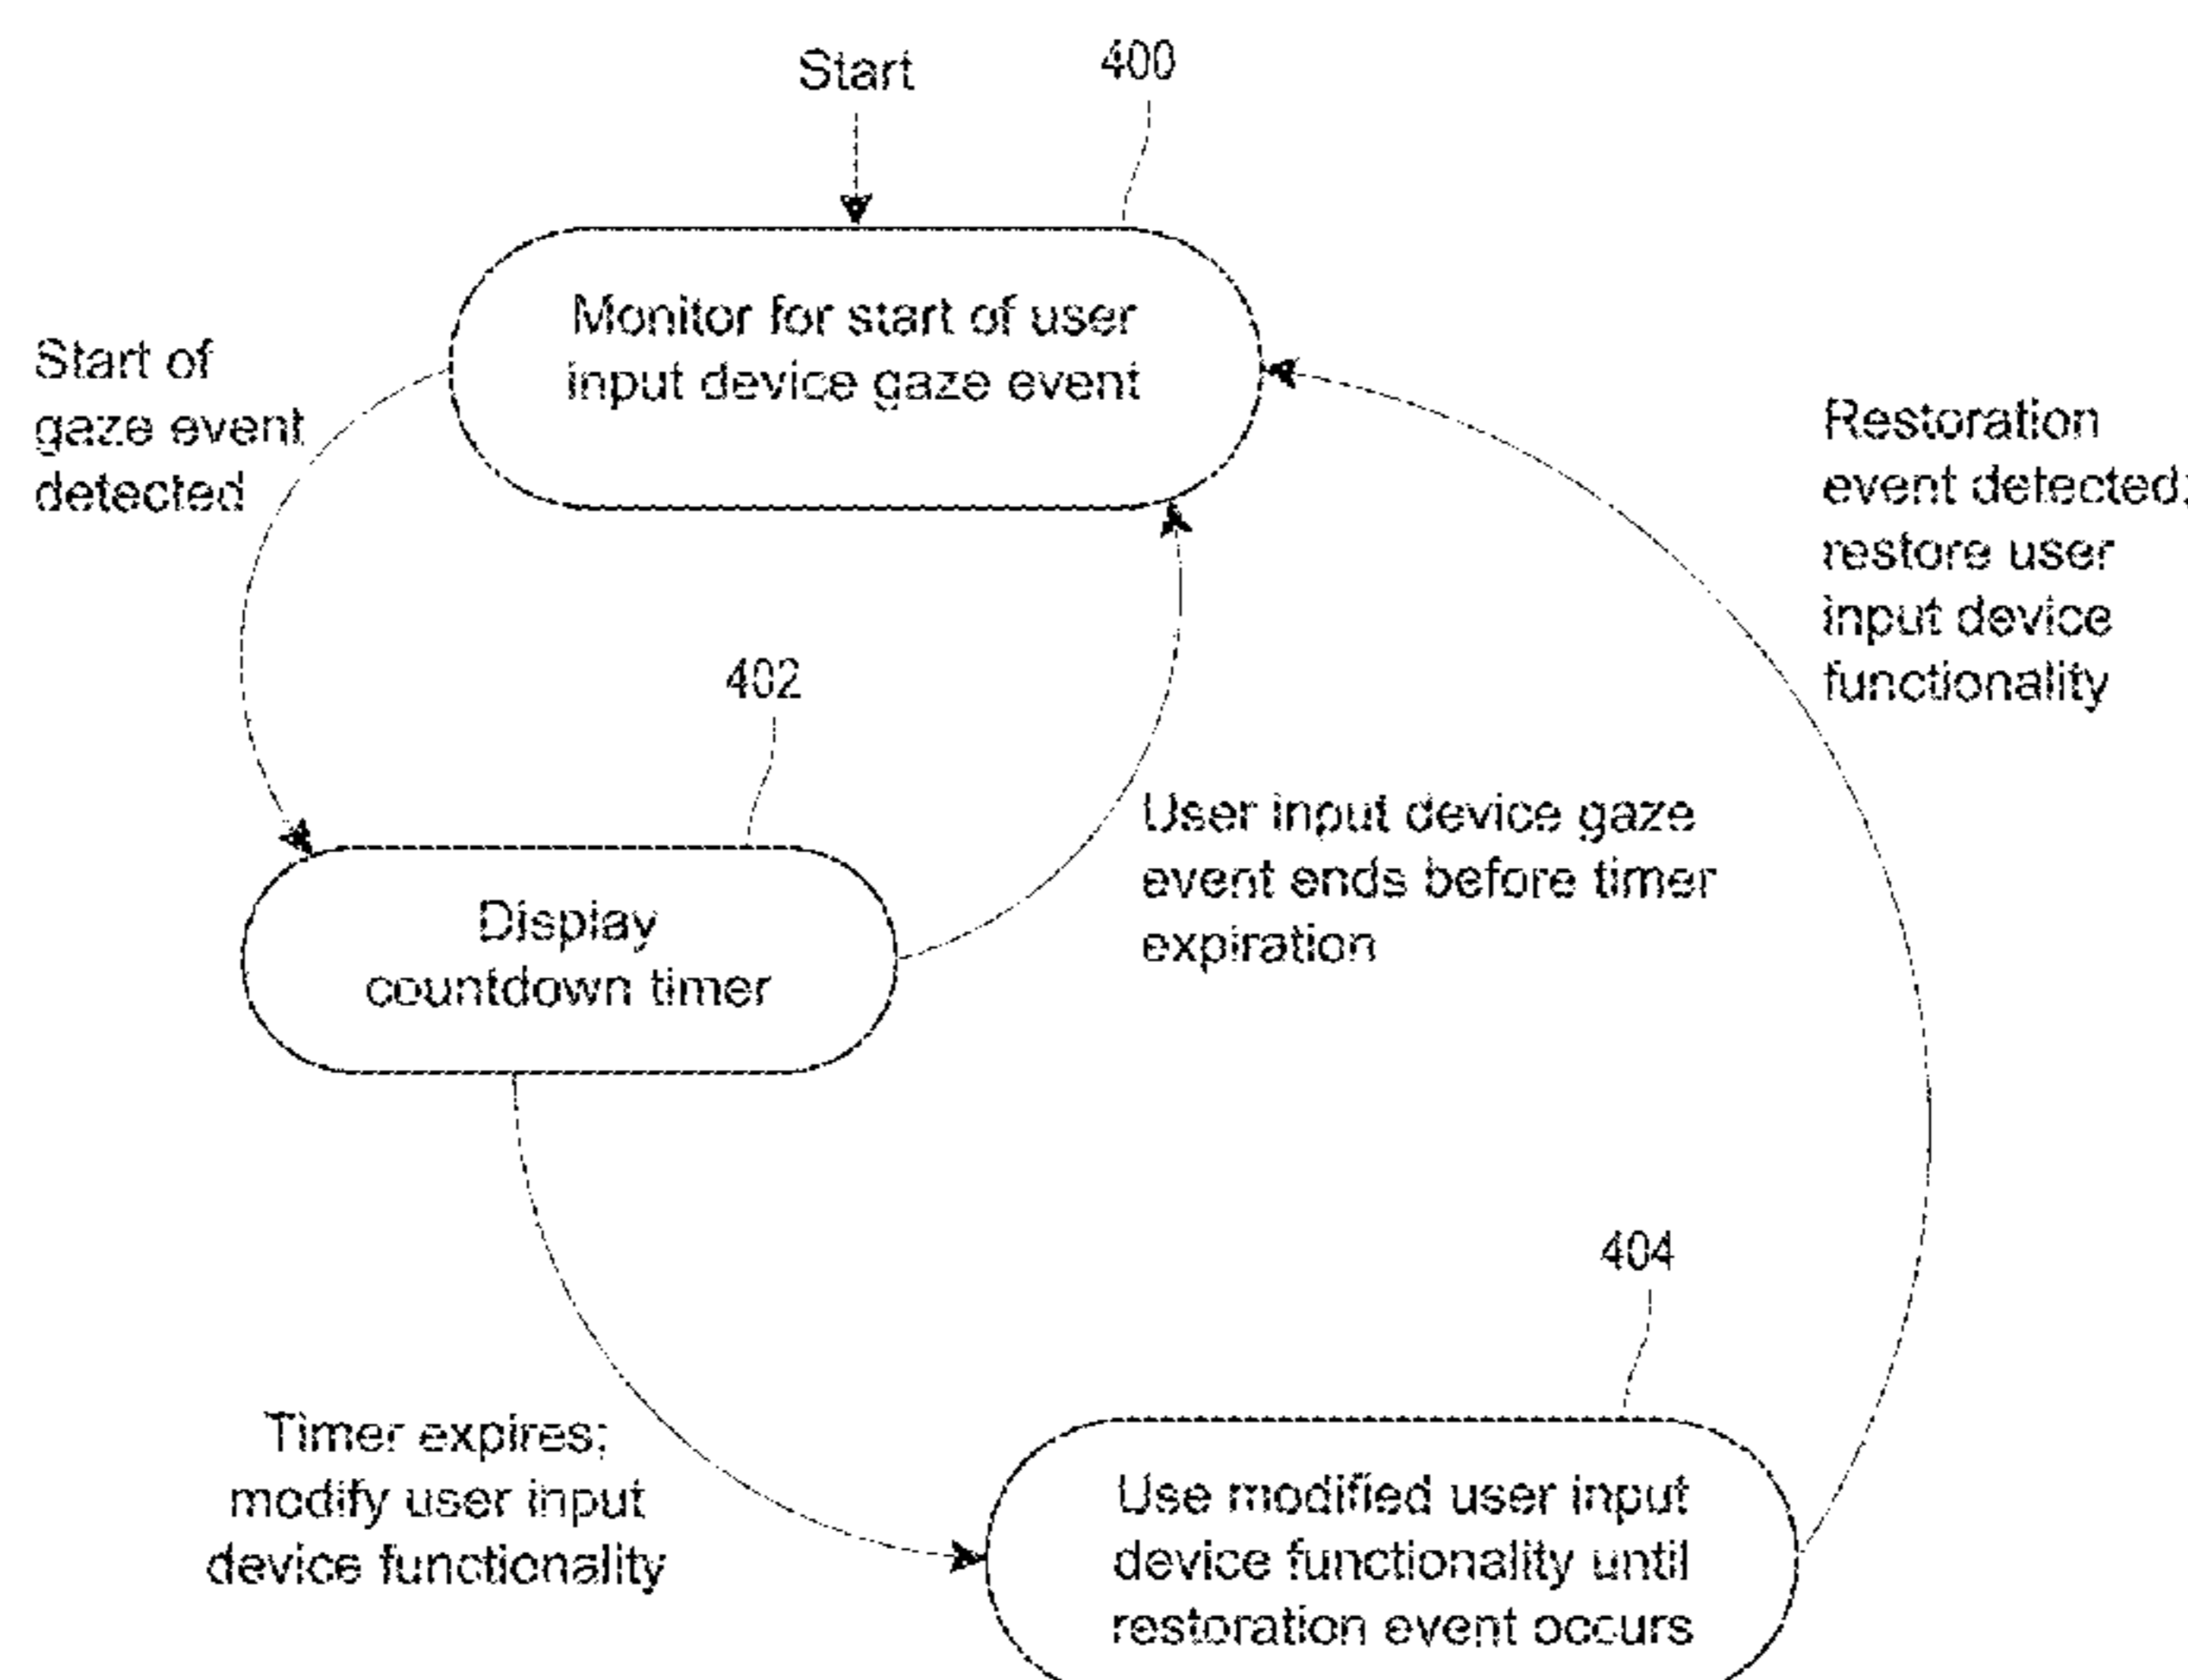 Start
400
Monitor for start of user
input device gaze event
Start of
gaze event
detected
Restoration
event detected;
restore user
input device
functionality
402
User input device gaze
event ends before timer
expiration
Display
countdown timer
404
Timer expires;
modify user input
device functionality
Use modified user input
device functionality until
restoration event occurs